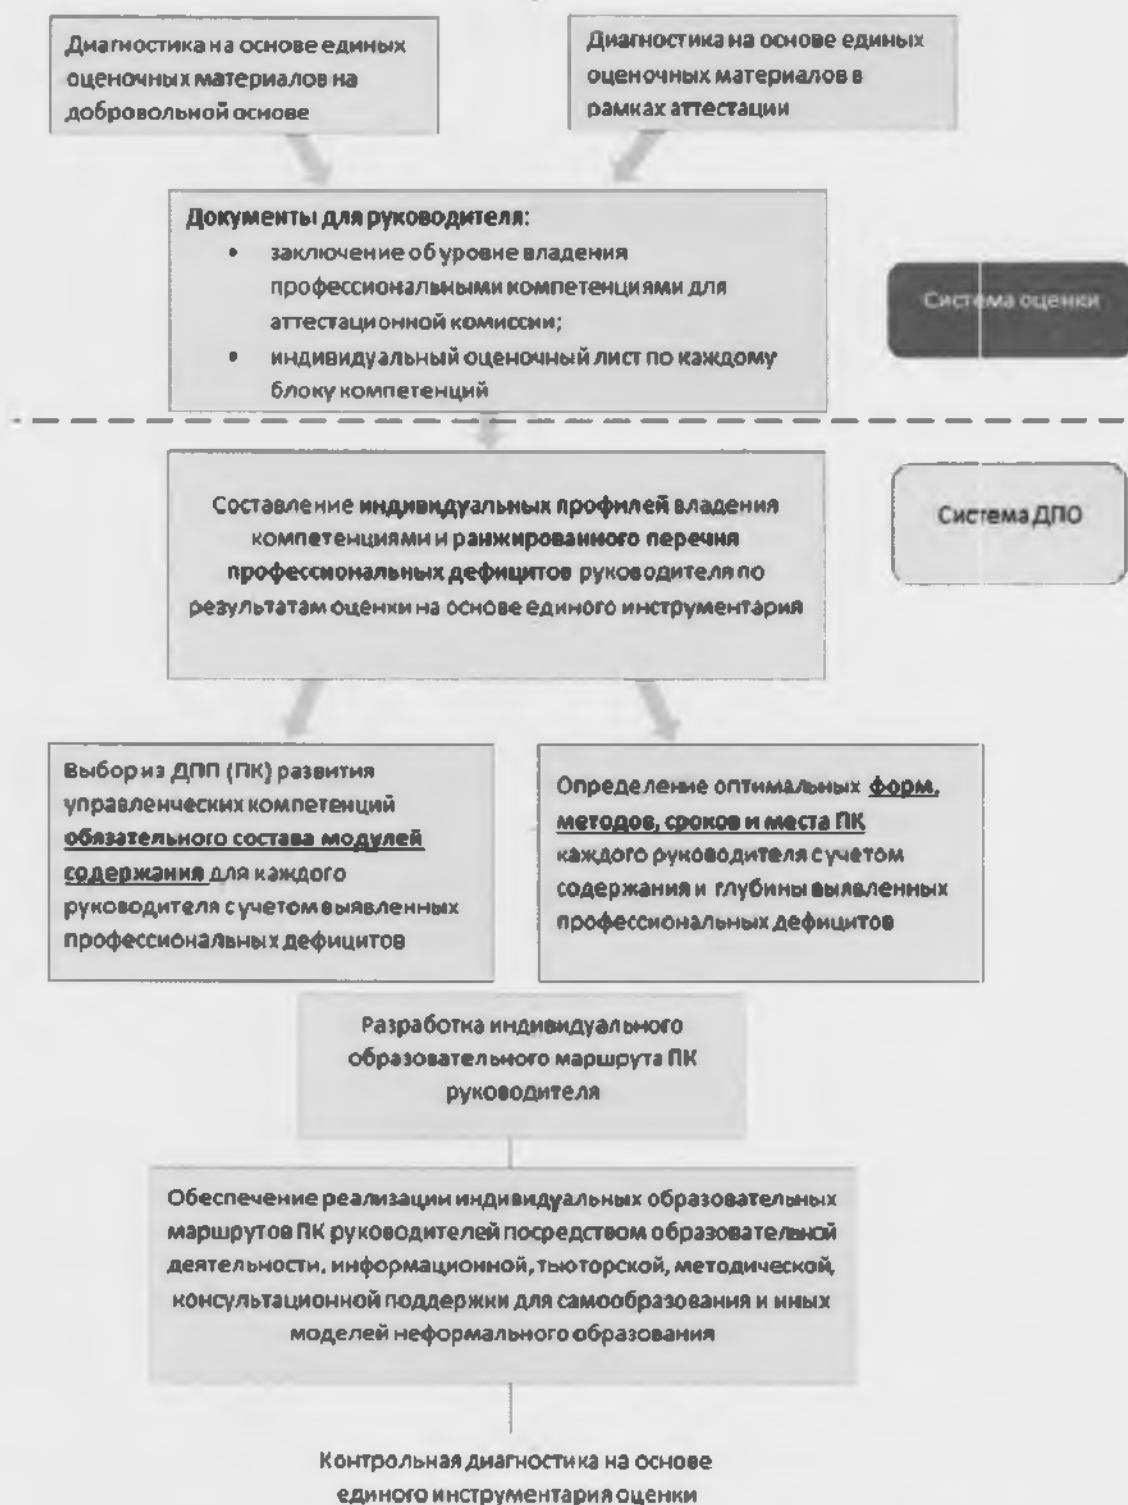 Диагностика на основе единых
оценочных материалов на
добровольной основе
Диагностика на основе единых
оценочных материалов в
рамках аттестации
Документы для руководителя:
• заключение об уровне владения
профессиональными компетенциями для
аттестационной комиссии;
• индивидуальный оценочный лист по каждому
блоку компетенций
Система оценки
Составление индивидуальных профилей владения
компетенциями и ранжированного перечня
профессиональных дефицитов руководителя по
результатам оценки на основе единого инструментария
Система ДПО
Выбор из ДПП (ПК) развития
управленческих компетенций
обязательного состава модулей
содержания для каждого
руководителя с учетом выявленных
профессиональных дефицитов
Определение оптимальных форм,
методов, сроков и места ПК
каждого руководителя с учетом
содержания и глубины выявленных
профессиональных дефицитов
Разработка индивидуального
образовательного маршрута ПК
руководителя
Обеспечение реализации индивидуальных образовательных
маршрутов ПК руководителей посредством образовательной
деятельности, информационной, тьюторской, методической,
консультационной поддержки для самообразования и иных
моделей неформального образования
Контрольная диагностика на основе
единого инструментария оценки